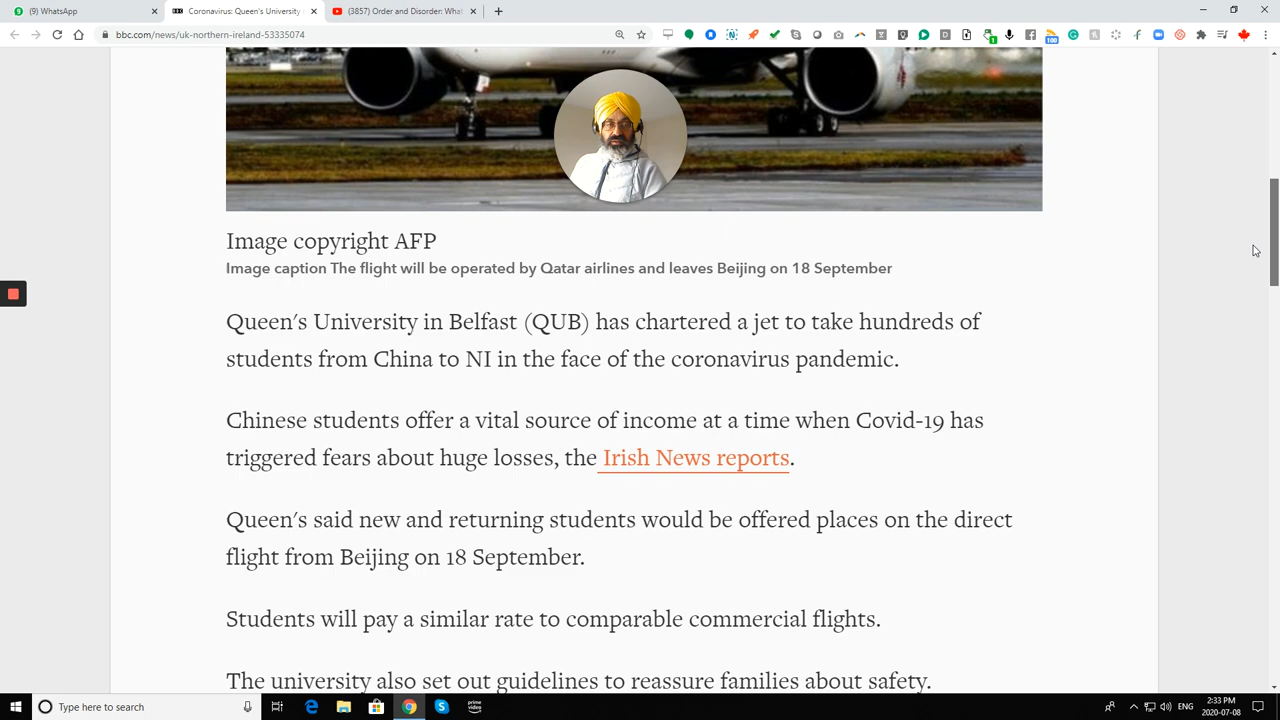 (9) WhatsApp
Coronavirus: Queen's University
(3857) Order and Disorder: What
bbc.com/news/uk-northern-ireland-53335074
Image copyright AFP
Image caption The flight will be operated by Qatar airlines and leaves Beijing on 18 September
Queen's University in Belfast (QUB) has chartered a jet to take hundreds of
students from China to NI in the face of the coronavirus pandemic.
Chinese students offer a vital source of income at a time when Covid-19 has
triggered fears about huge losses, the Irish News reports.
Queen's said new and returning students would be offered places on the direct
flight from Beijing on 18 September.
Students will pay a similar rate to comparable commercial flights.
The university also set out guidelines to reassure families about safety.
Type here to search
prime video
ENG
2:33 PM
2020-07-08